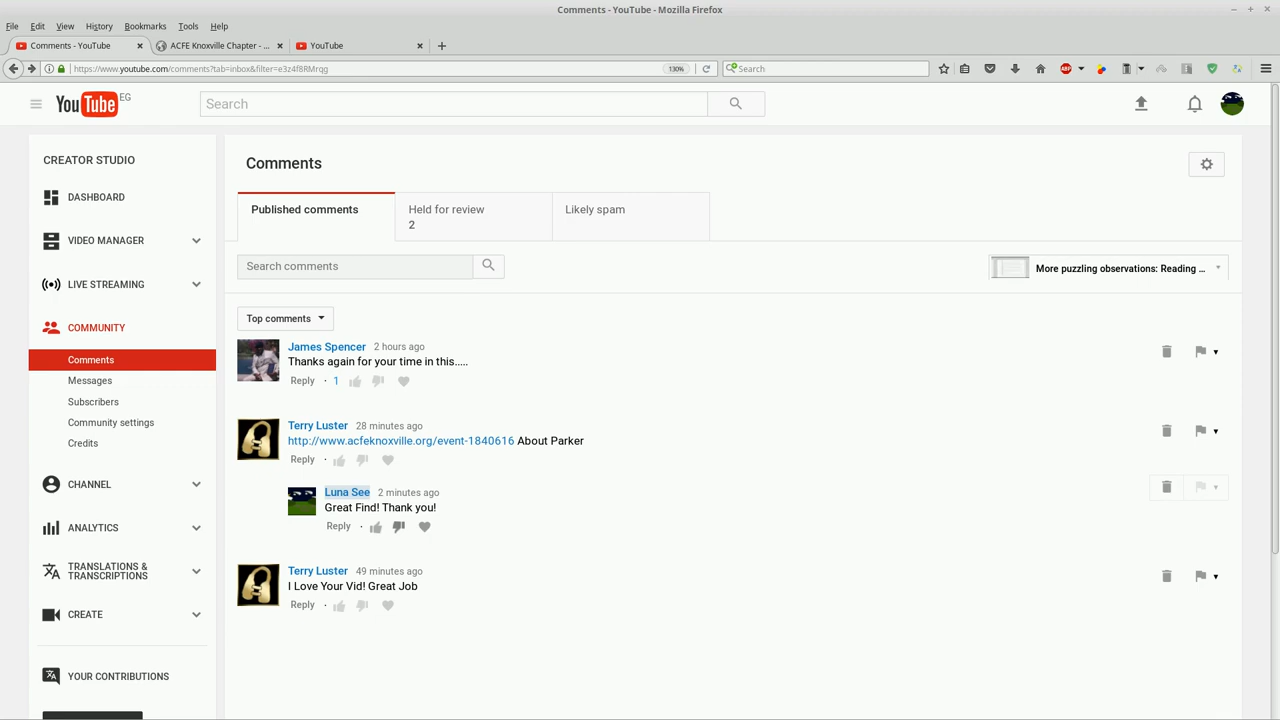 Comments - YouTube - Mozilla Firefox
File Edit View History Bookmarks Tools Help
Comments - YouTube
ACFE Knoxville Chapter - ...
YouTube
https://www.youtube.com/comments?tab=inbox&filter=e3z4f8RMrqg
130%
Search
YouTube EG
Search
CREATOR STUDIO
DASHBOARD
VIDEO MANAGER
LIVE STREAMING
COMMUNITY
Comments
Messages
Subscribers
Community settings
Credits
CHANNEL
ANALYTICS
TRANSLATIONS &
TRANSCRIPTIONS
CREATE
YOUR CONTRIBUTIONS
Comments
Published comments
Held for review
2
Likely spam
Search comments
More puzzling observations: Reading ...
Top comments
James Spencer 2 hours ago
Thanks again for your time in this.....
Reply · 1
Terry Luster 28 minutes ago
http://www.acfeknoxville.org/event-1840616 About Parker
Reply ·
Luna See 2 minutes ago
Great Find! Thank you!
Reply ·
Terry Luster 49 minutes ago
I Love Your Vid! Great Job
Reply ·